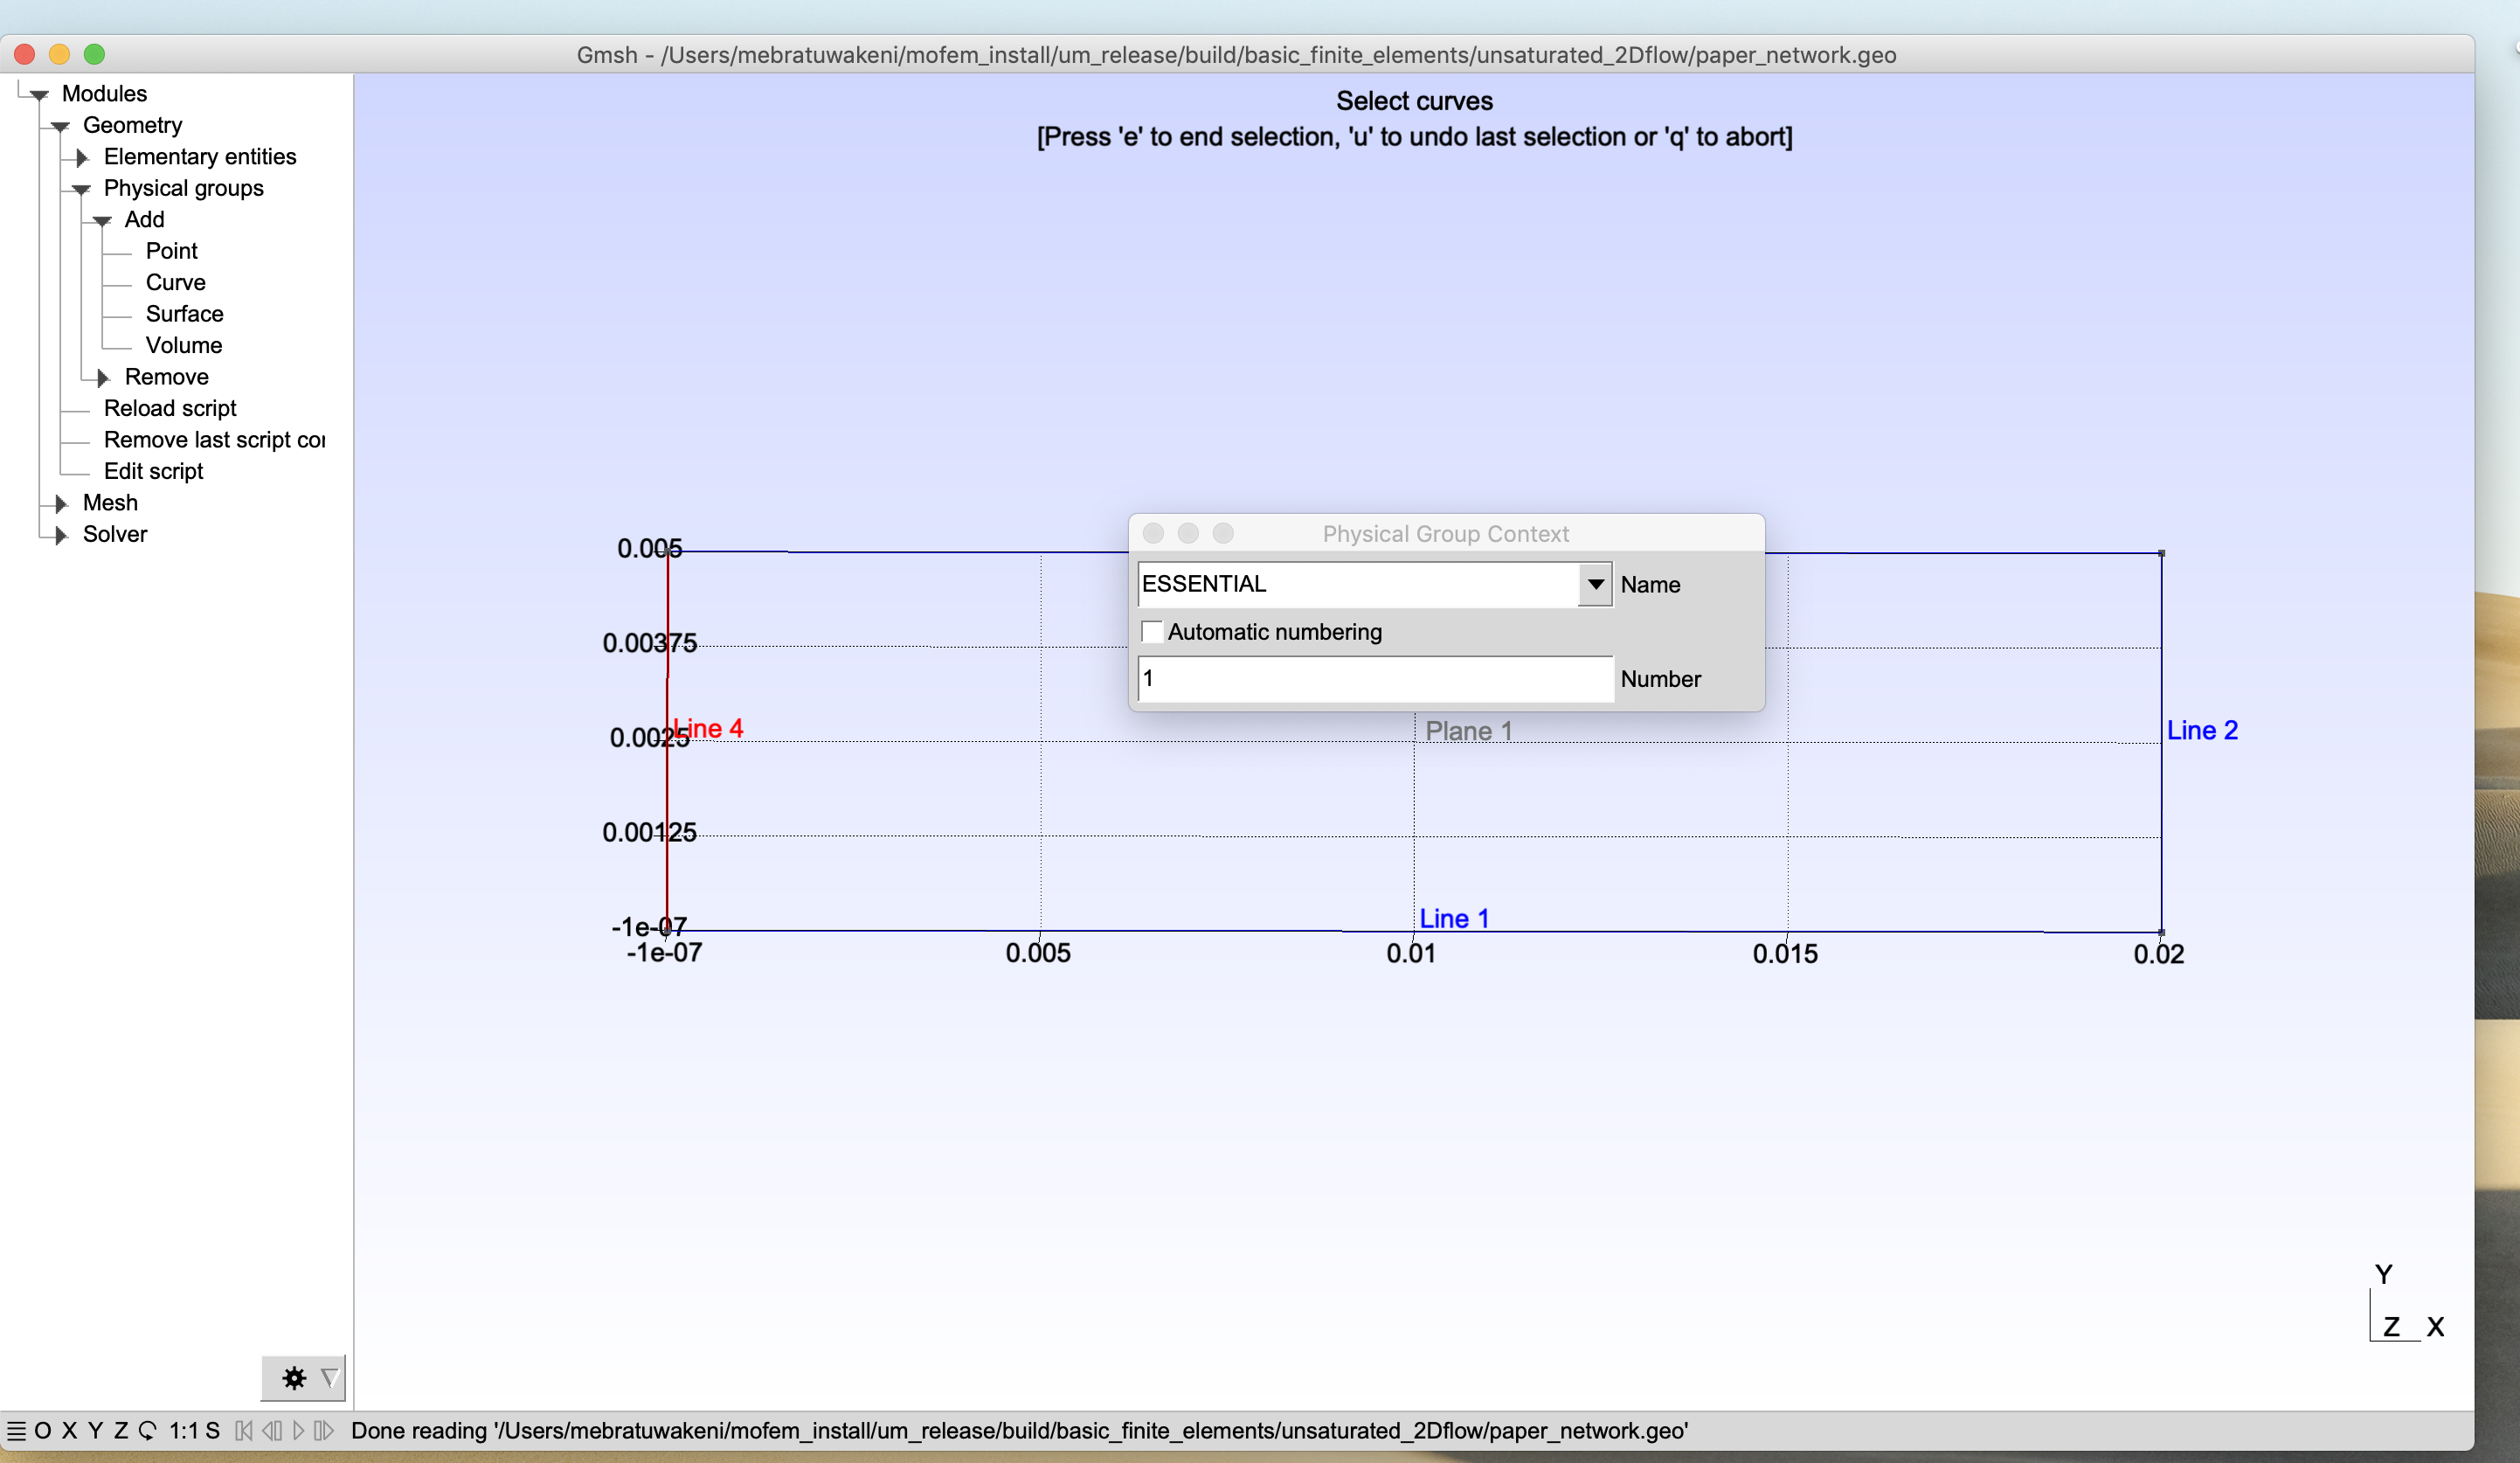 Gmsh - /Users/mebratuwakeni/mofem_install/um_release/build/basic_finite_elements/unsaturated_2Dflow/paper_network.geo
Modules
Geometry
Elementary entities
Physical groups
Add
Point
Curve
Surface
Volume
Remove
Reload script
Remove last script cor
Edit script
Mesh
Solver
Select curves
[Press 'e' to end selection, 'u' to undo last selection or 'q' to abort]
Physical Group Context
ESSENTIAL Name
Automatic numbering
1 Number
0.005
0.00375
0.0025
0.00125
-1e-07
Line 4
Plane 1
Line 2
Line 1
-1e-07 0.005 0.01 0.015 0.02
Y
Z X
O X Y Z 1:1 S Done reading '/Users/mebratuwakeni/mofem_install/um_release/build/basic_finite_elements/unsaturated_2Dflow/paper_network.geo'